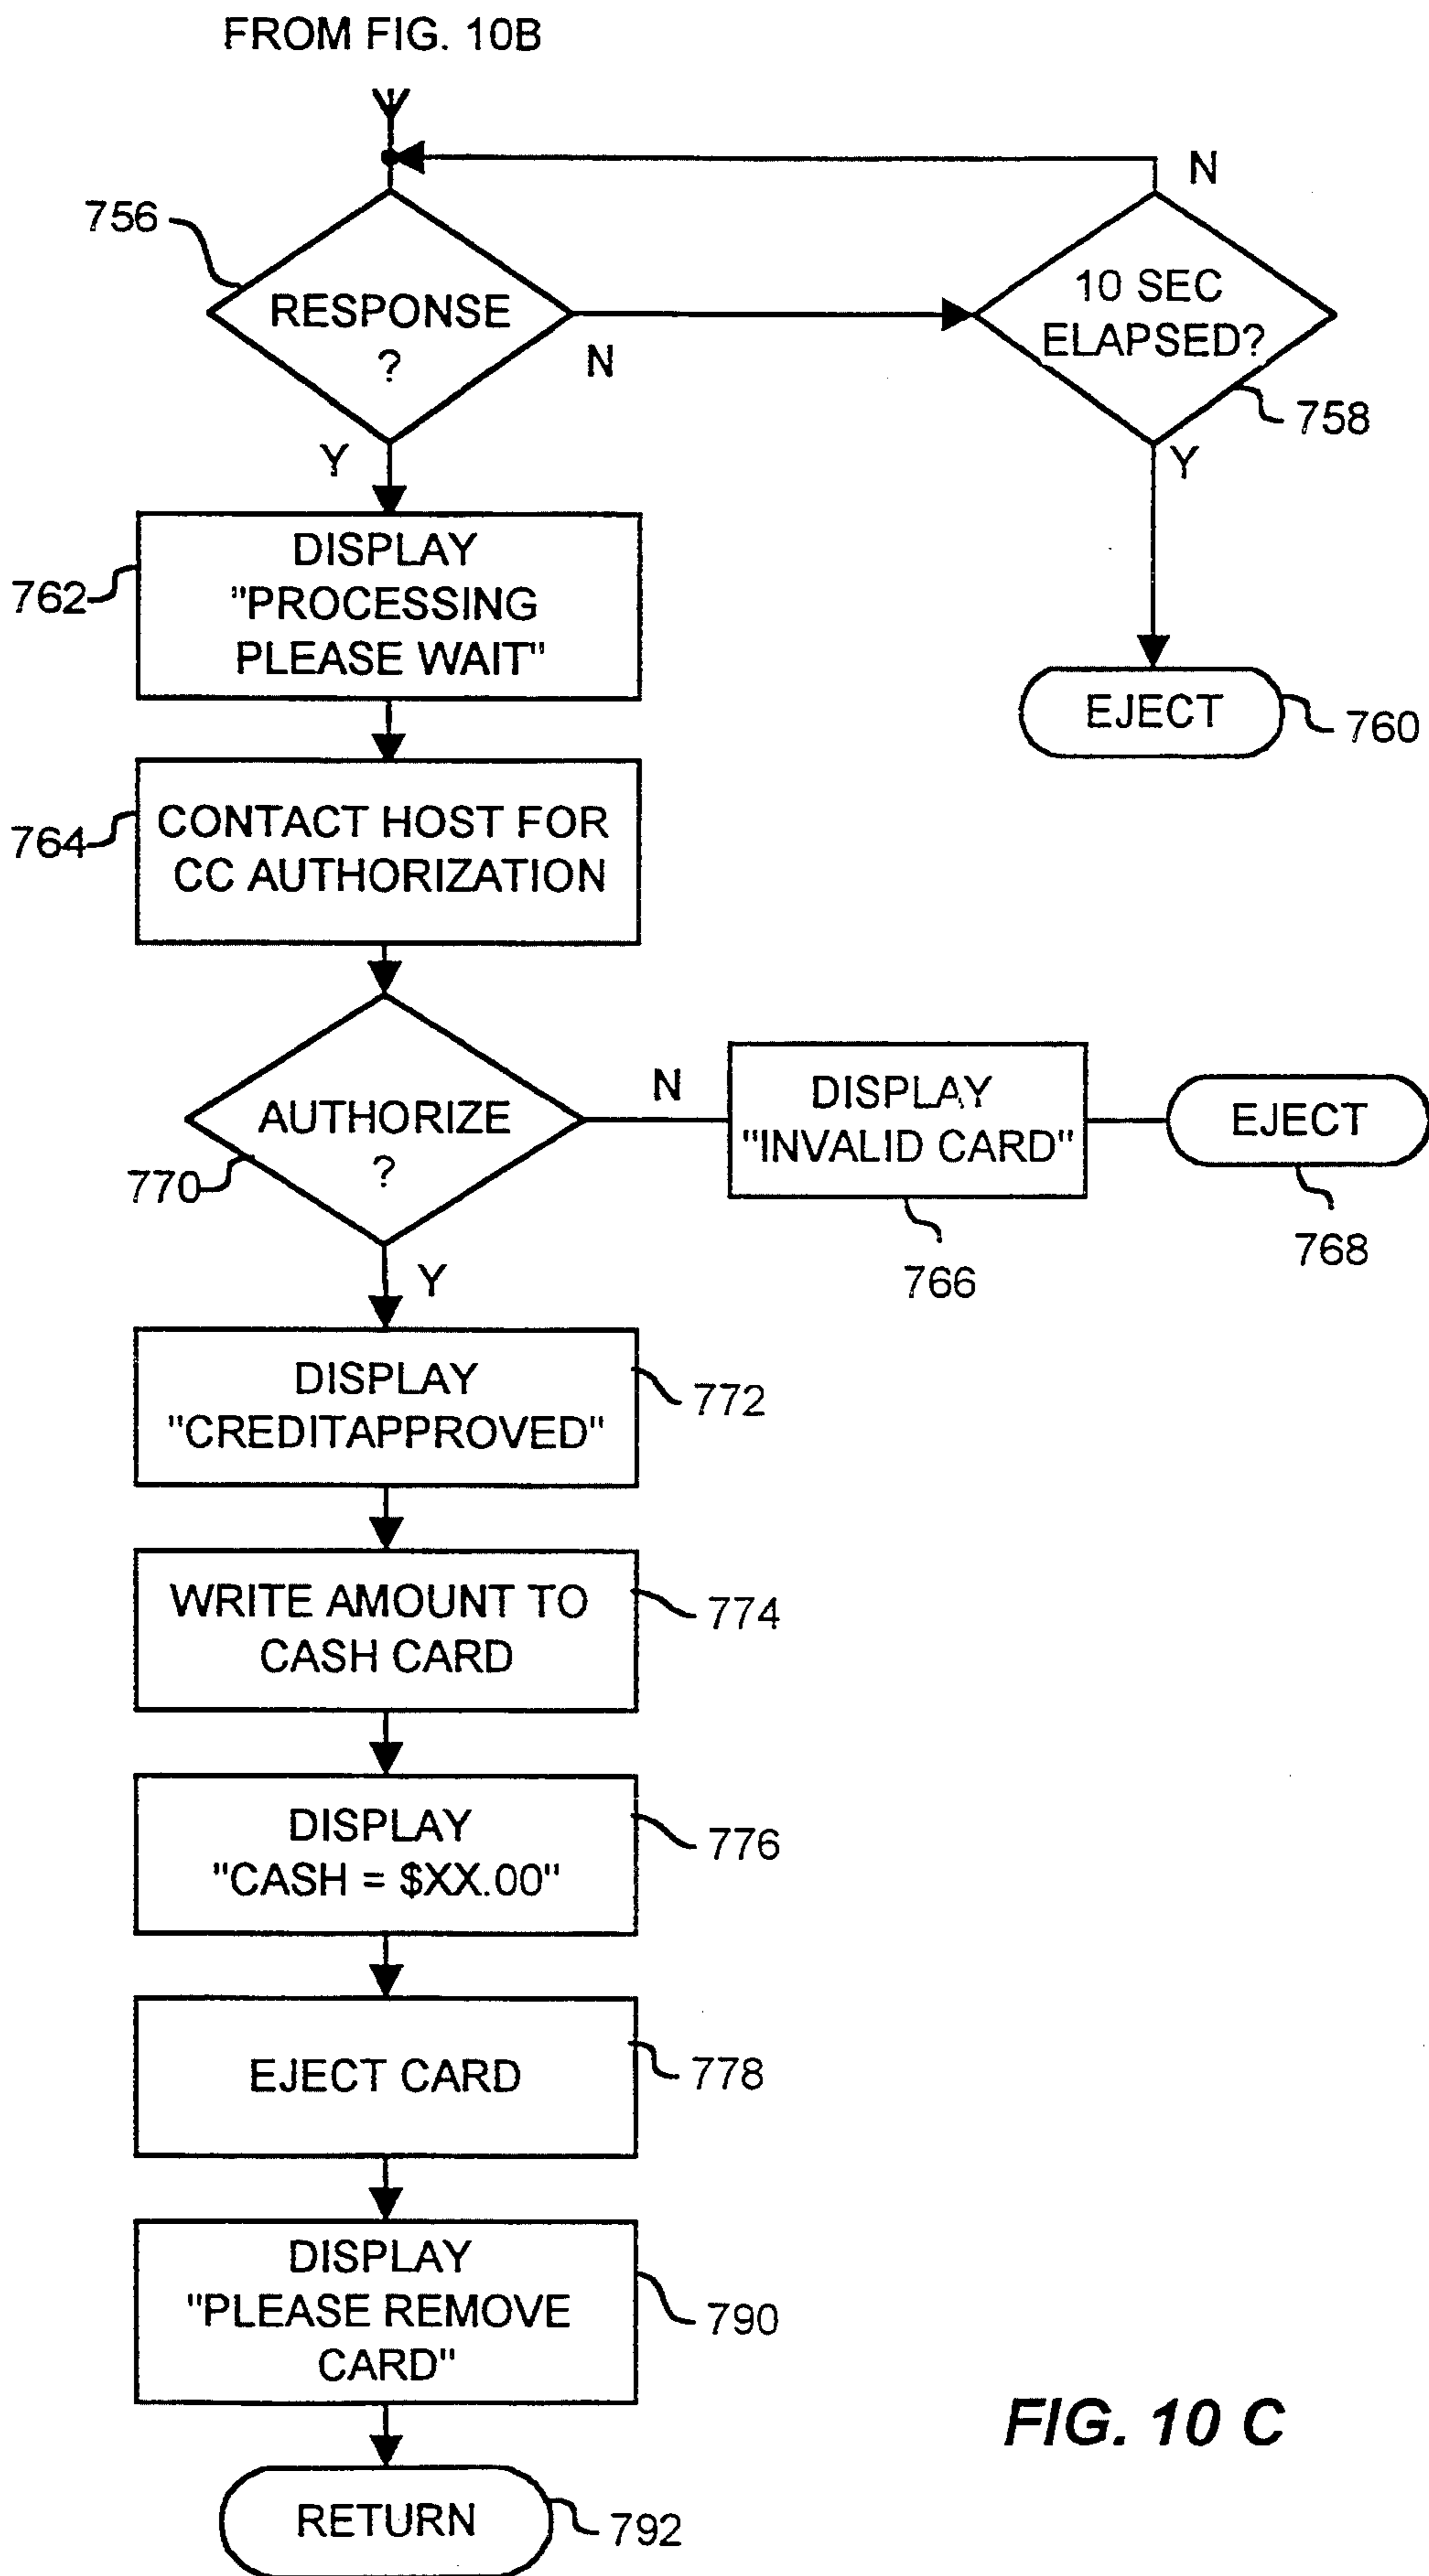 FROM FIG. 10B
N
756
RESPONSE
?
N
10 SEC
ELAPSED?
758
Y
Y
762
DISPLAY
"PROCESSING
PLEASE WAIT"
EJECT
760
764
CONTACT HOST FOR
CC AUTHORIZATION
AUTHORIZE
?
770
N
DISPLAY
"INVALID CARD"
766
EJECT
768
Y
DISPLAY
"CREDITAPPROVED"
772
WRITE AMOUNT TO
CASH CARD
774
DISPLAY
"CASH = $XX.00"
776
EJECT CARD
778
DISPLAY
"PLEASE REMOVE
CARD"
790
RETURN
792
FIG. 10 C